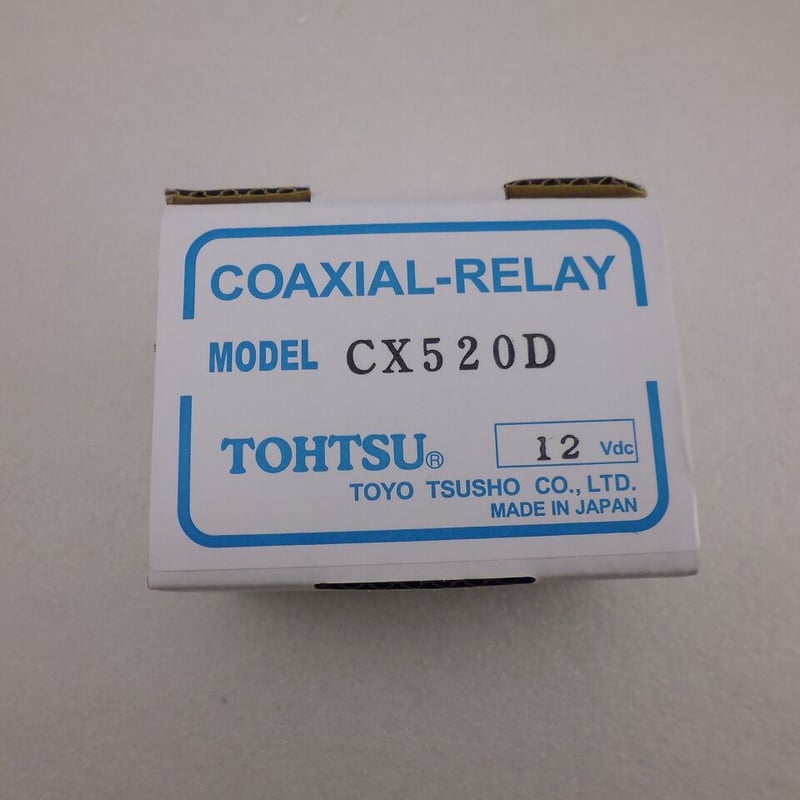 COAXIAL-RELAY
MODEL CX520D
TOHTSU®
12 Vdc
TOYO TSUSHO CO., LTD.
MADE IN JAPAN